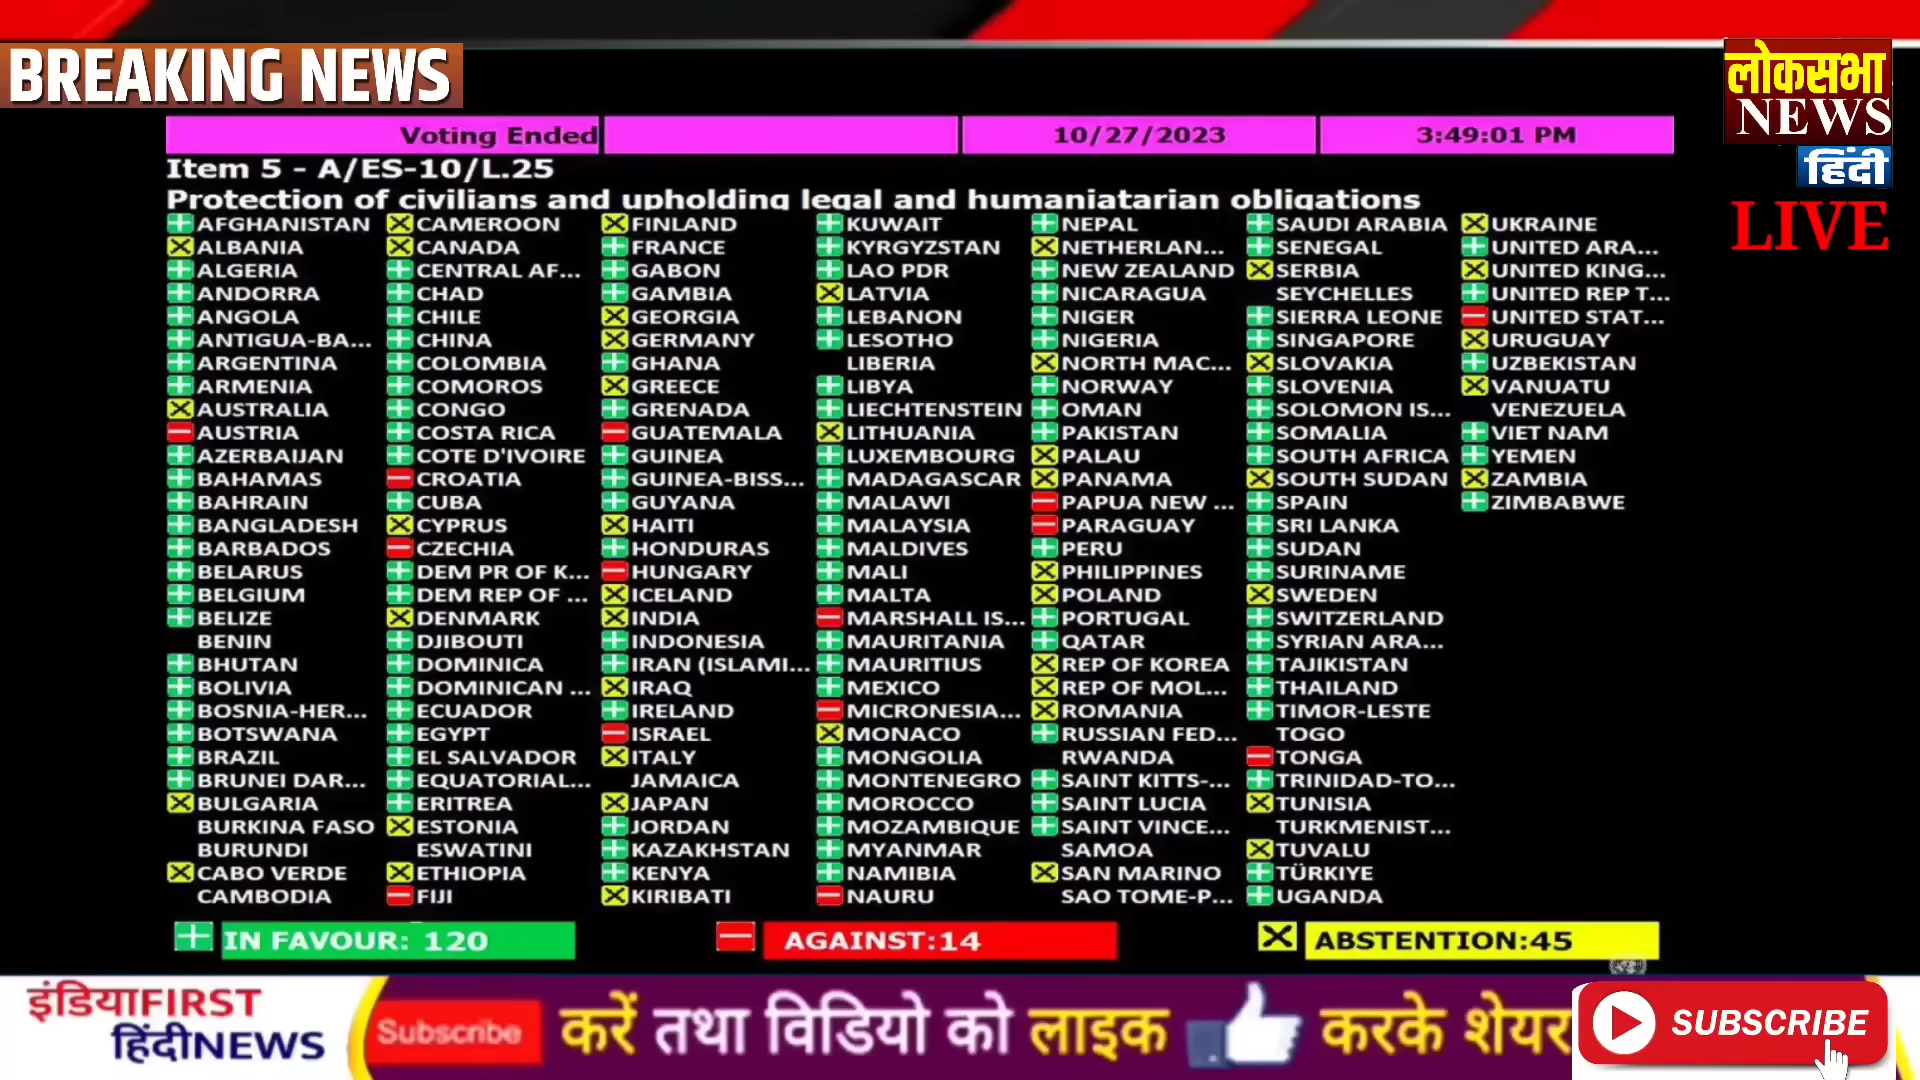 BREAKING NEWS
लोकसभा
NEWS
हिंदी
LIVE
Voting Ended 10/27/2023 3:49:01 PM
Item 5 - A/ES-10/L.25
Protection of civilians and upholding legal and humaniatarian obligations
AFGHANISTAN CAMEROON FINLAND KUWAIT NEPAL SAUDI ARABIA UKRAINE
ALBANIA CANADA FRANCE KYRGYZSTAN NETHERLAN... SENEGAL UNITED ARA...
ALGERIA CENTRAL AF... GABON LAO PDR NEW ZEALAND SERBIA UNITED KING...
ANDORRA CHAD GAMBIA LATVIA NICARAGUA SEYCHELLES UNITED REP T...
ANGOLA CHILE GEORGIA LEBANON NIGER SIERRA LEONE UNITED STAT...
ANTIGUA-BA... CHINA GERMANY LESOTHO NIGERIA SINGAPORE URUGUAY
ARGENTINA COLOMBIA GHANA LIBERIA NORTH MAC... SLOVAKIA UZBEKISTAN
ARMENIA COMOROS GREECE LIBYA NORWAY SLOVENIA VANUATU
AUSTRALIA CONGO GRENADA LIECHTENSTEIN OMAN SOLOMON IS... VENEZUELA
AUSTRIA COSTA RICA GUATEMALA LITHUANIA PAKISTAN SOMALIA VIET NAM
AZERBAIJAN COTE D'IVOIRE GUINEA LUXEMBOURG PALAU SOUTH AFRICA YEMEN
BAHAMAS CROATIA GUINEA-BISS... MADAGASCAR PANAMA SOUTH SUDAN ZAMBIA
BAHRAIN CUBA GUYANA MALAWI PAPUA NEW ... SPAIN ZIMBABWE
BANGLADESH CYPRUS HAITI MALAYSIA PARAGUAY SRI LANKA
BARBADOS CZECHIA HONDURAS MALDIVES PERU SUDAN
BELARUS DEM PR OF K... HUNGARY MALI PHILIPPINES SURINAME
BELGIUM DEM REP OF ... ICELAND MALTA POLAND SWEDEN
BELIZE DENMARK INDIA MARSHALL IS... PORTUGAL SWITZERLAND
BENIN DJIBOUTI INDONESIA MAURITANIA QATAR SYRIAN ARA...
BHUTAN DOMINICA IRAN (ISLAMI... MAURITIUS REP OF KOREA TAJIKISTAN
BOLIVIA DOMINICAN ... IRAQ MEXICO REP OF MOL... THAILAND
BOSNIA-HER... ECUADOR IRELAND MICRONESIA... ROMANIA TIMOR-LESTE
BOTSWANA EGYPT ISRAEL MONACO RUSSIAN FED... TOGO
BRAZIL EL SALVADOR ITALY MONGOLIA RWANDA TONGA
BRUNEI DAR... EQUATORIAL... JAMAICA MONTENEGRO SAINT KITTS-... TRINIDAD-TO...
BULGARIA ERITREA JAPAN MOROCCO SAINT LUCIA TUNISIA
BURKINA FASO ESTONIA JORDAN MOZAMBIQUE SAINT VINCE... TURKMENIST...
BURUNDI ESWATINI KAZAKHSTAN MYANMAR SAMOA TUVALU
CABO VERDE ETHIOPIA KENYA NAMIBIA SAN MARINO TÜRKIYE
CAMBODIA FIJI KIRIBATI NAURU SAO TOME-P... UGANDA
IN FAVOUR: 120 AGAINST:14 ABSTENTION:45
इंडियाFIRST
हिंदीNEWS
Subscribe करें तथा विडियो को लाइक करके शेयर
SUBSCRIBE